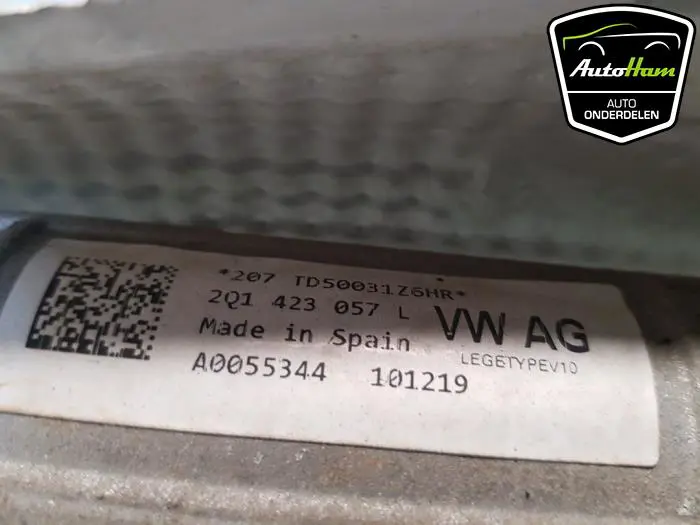 AutoHam
AUTO
ONDERDELEN
*207 TD50031Z6HR*
2Q1 423 057 L
VW AG
Made in Spain
LEGETYPEV10
A0055344 101219